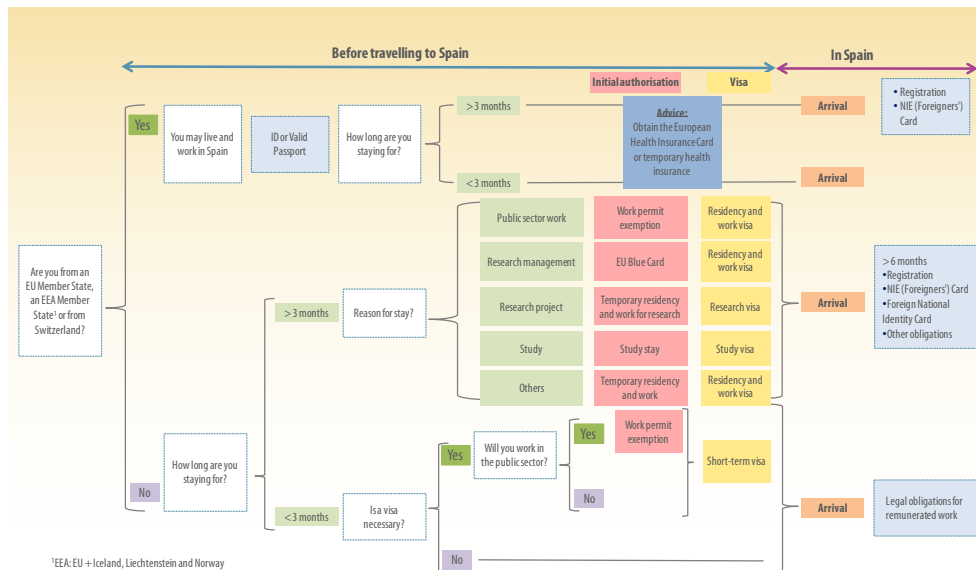 Before travelling to Spain
In Spain
Initial authorisation
Visa
Yes
You may live and
work in Spain
ID or Valid
Passport
How long are you
staying for?
> 3 months
Advice:
Obtain the European
Health Insurance Card
or temporary health
insurance
Arrival
• Registration
• NIE (Foreigners')
Card
< 3 months
Arrival
Are you from an
EU Member State,
an EEA Member
State¹ or from
Switzerland?
No
How long are you
staying for?
> 3 months
Reason for stay?
Public sector work
Work permit
exemption
Residency and
work visa
Research management
EU Blue Card
Residency and
work visa
Research project
Temporary residency
and work for research
Research visa
Study
Study stay
Study visa
Others
Temporary residency
and work
Residency and
work visa
Arrival
> 6 months
•Registration
•NIE (Foreigners') Card
•Foreign National
Identity Card
•Other obligations
< 3 months
Is a visa
necessary?
Yes
Will you work in
the public sector?
Yes
Work permit
exemption
No
Short-term visa
No
Arrival
Legal obligations for
remunerated work
¹EEA: EU + Iceland, Liechtenstein and Norway